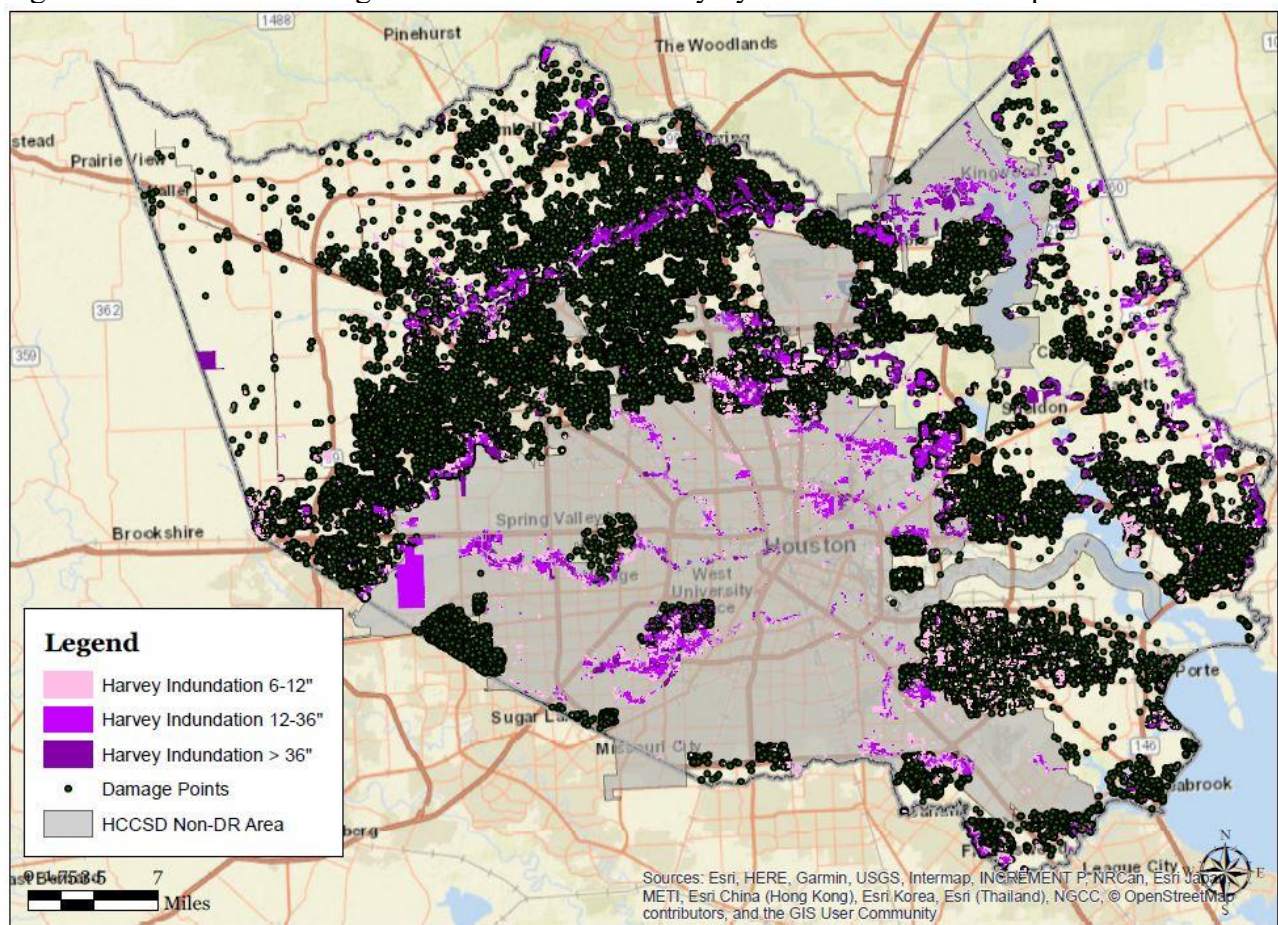 1488
Pinehurst
The Woodlands
Prairie View
Kingwood
362
359
Brookshire
Spring Valley
Houston
West
University
Sugar
Missouri City
Porte
146
League City
Legend
Harvey Indundation 6-12"
Harvey Indundation 12-36"
Harvey Indundation > 36"
Damage Points
HCCSD Non-DR Area
7
Miles
N
S
Sources: Esri, HERE, Garmin, USGS, Intermap, INCREMENT P, NRCan, Esri Japan,
METI, Esri China (Hong Kong), Esri Korea, Esri (Thailand), NGCC, © OpenStreetMap
contributors, and the GIS User Community